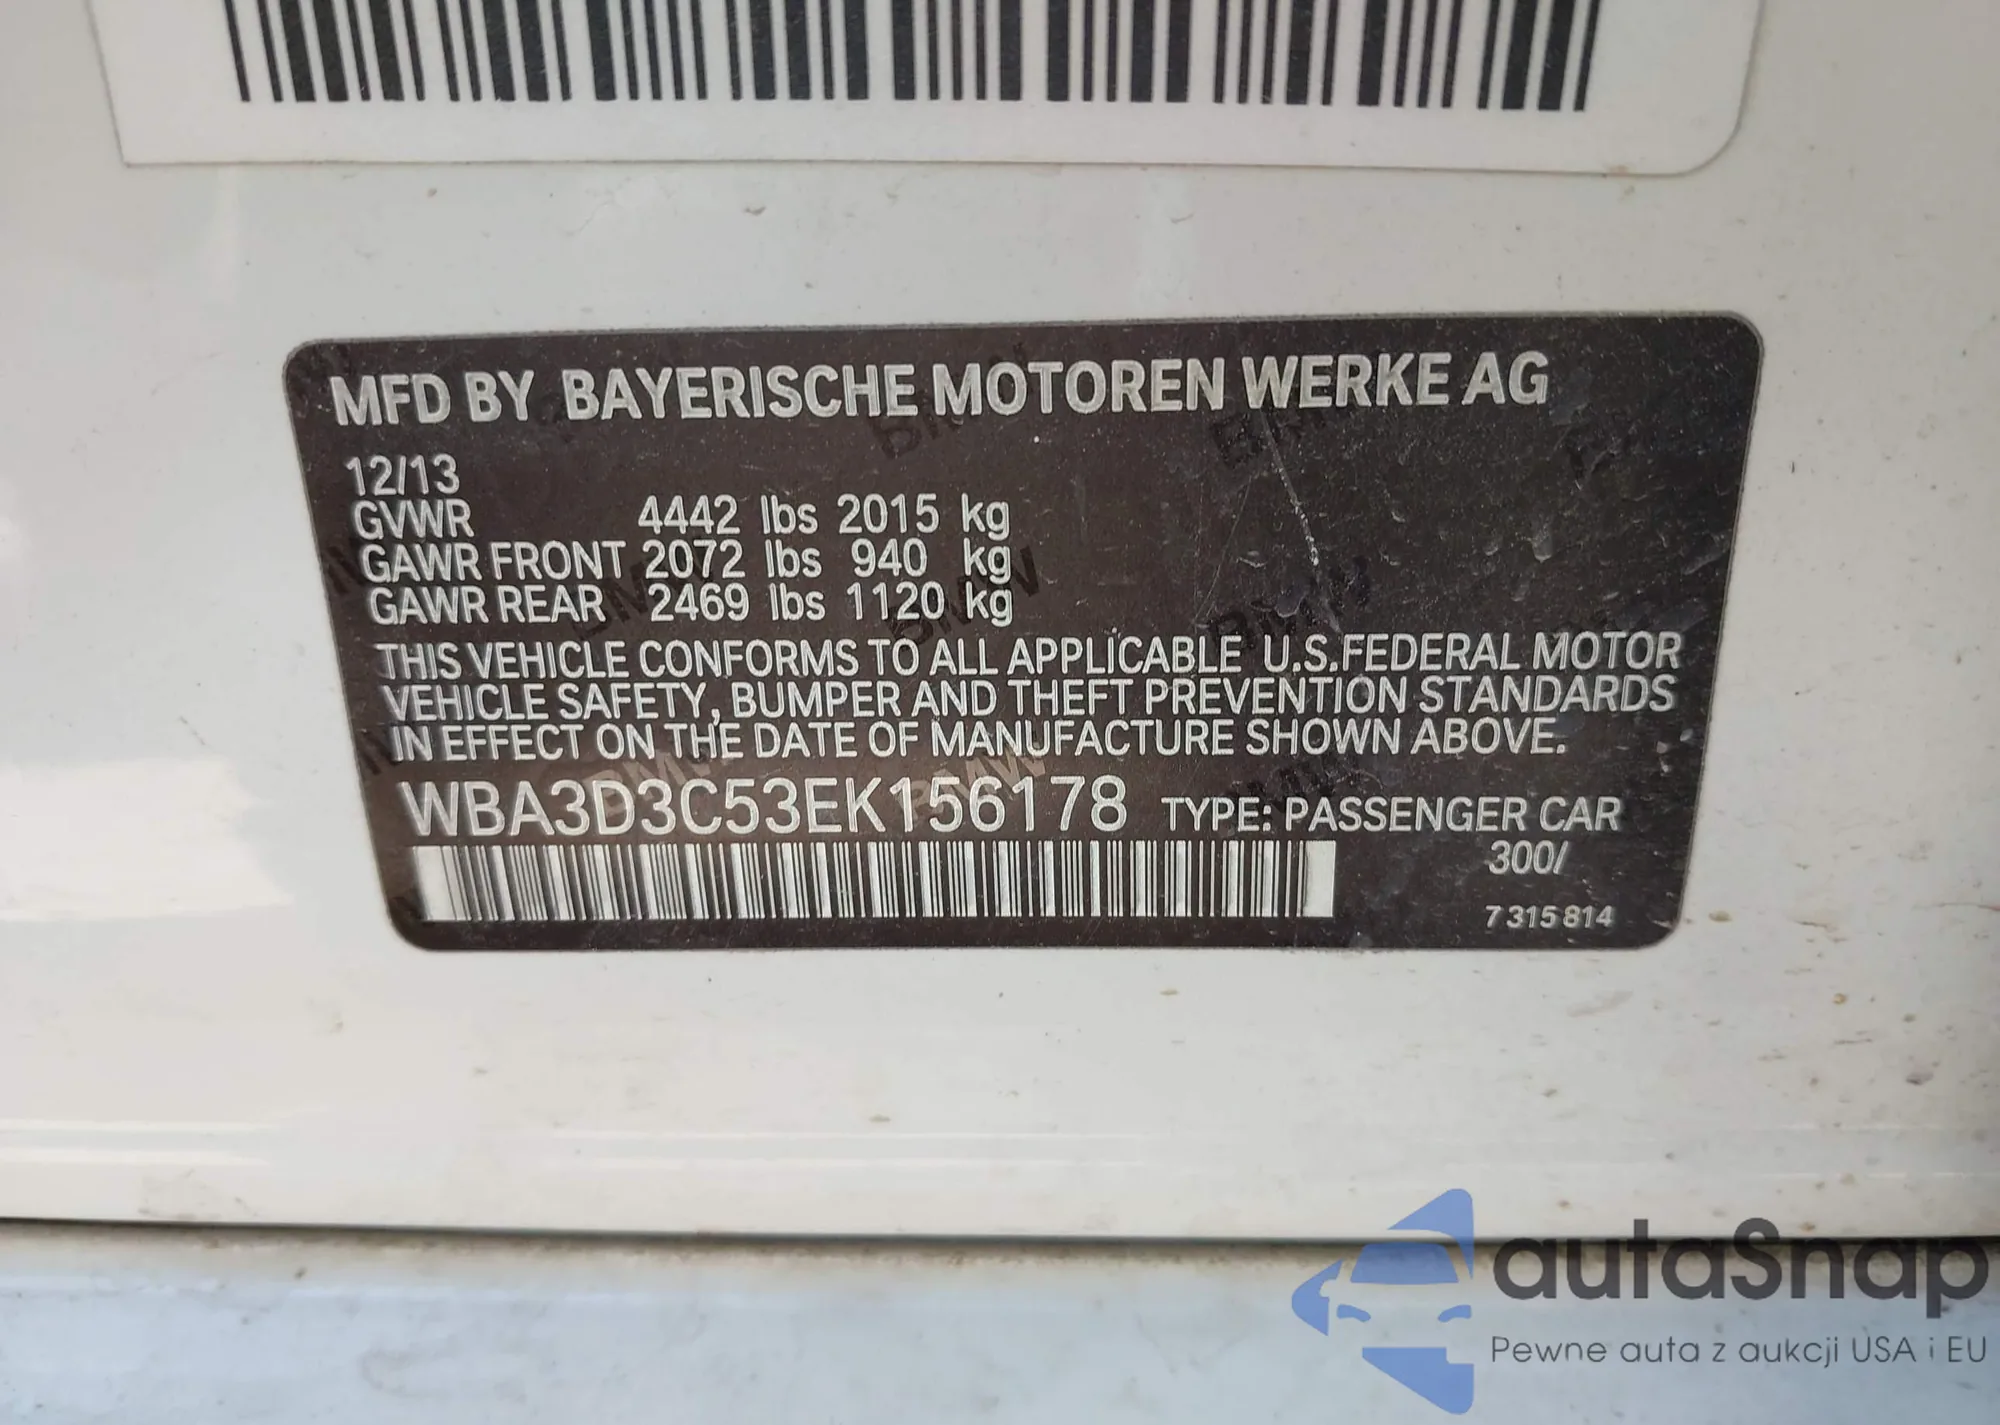 MFD BY BAYERISCHE MOTOREN WERKE AG
12/13
GVWR 4442 lbs 2015 kg
GAWR FRONT 2072 lbs 940 kg
GAWR REAR 2469 lbs 1120 kg
THIS VEHICLE CONFORMS TO ALL APPLICABLE U.S.FEDERAL MOTOR
VEHICLE SAFETY, BUMPER AND THEFT PREVENTION STANDARDS
IN EFFECT ON THE DATE OF MANUFACTURE SHOWN ABOVE.
WBA3D3C53EK156178 TYPE: PASSENGER CAR
300/
7 315 814
autaSnap
Pewne auta z aukcji USA i EU